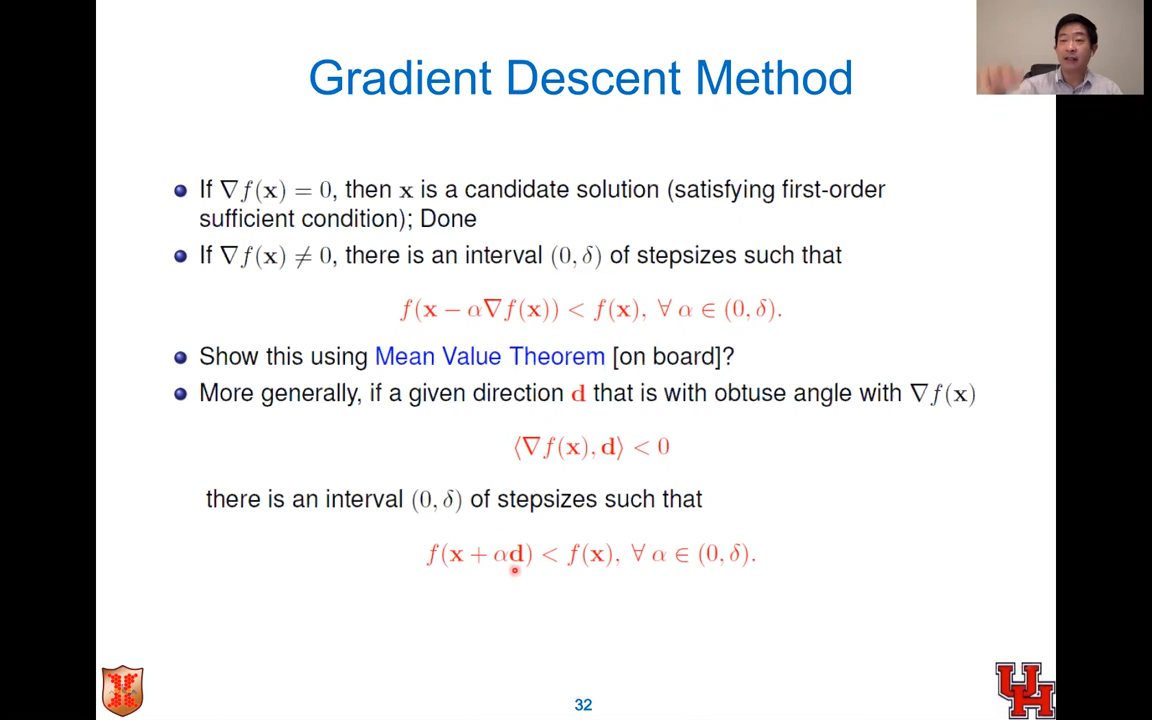 Gradient Descent Method
If ∇f(x) = 0, then x is a candidate solution (satisfying first-order
sufficient condition); Done
If ∇f(x) ≠ 0, there is an interval (0, δ) of stepsizes such that
f(x − α∇f(x)) < f(x), ∀ α ∈ (0, δ).
Show this using Mean Value Theorem [on board]?
More generally, if a given direction d that is with obtuse angle with ∇f(x)
⟨∇f(x), d⟩ < 0
there is an interval (0, δ) of stepsizes such that
f(x + αd) < f(x), ∀ α ∈ (0, δ).
32
UH